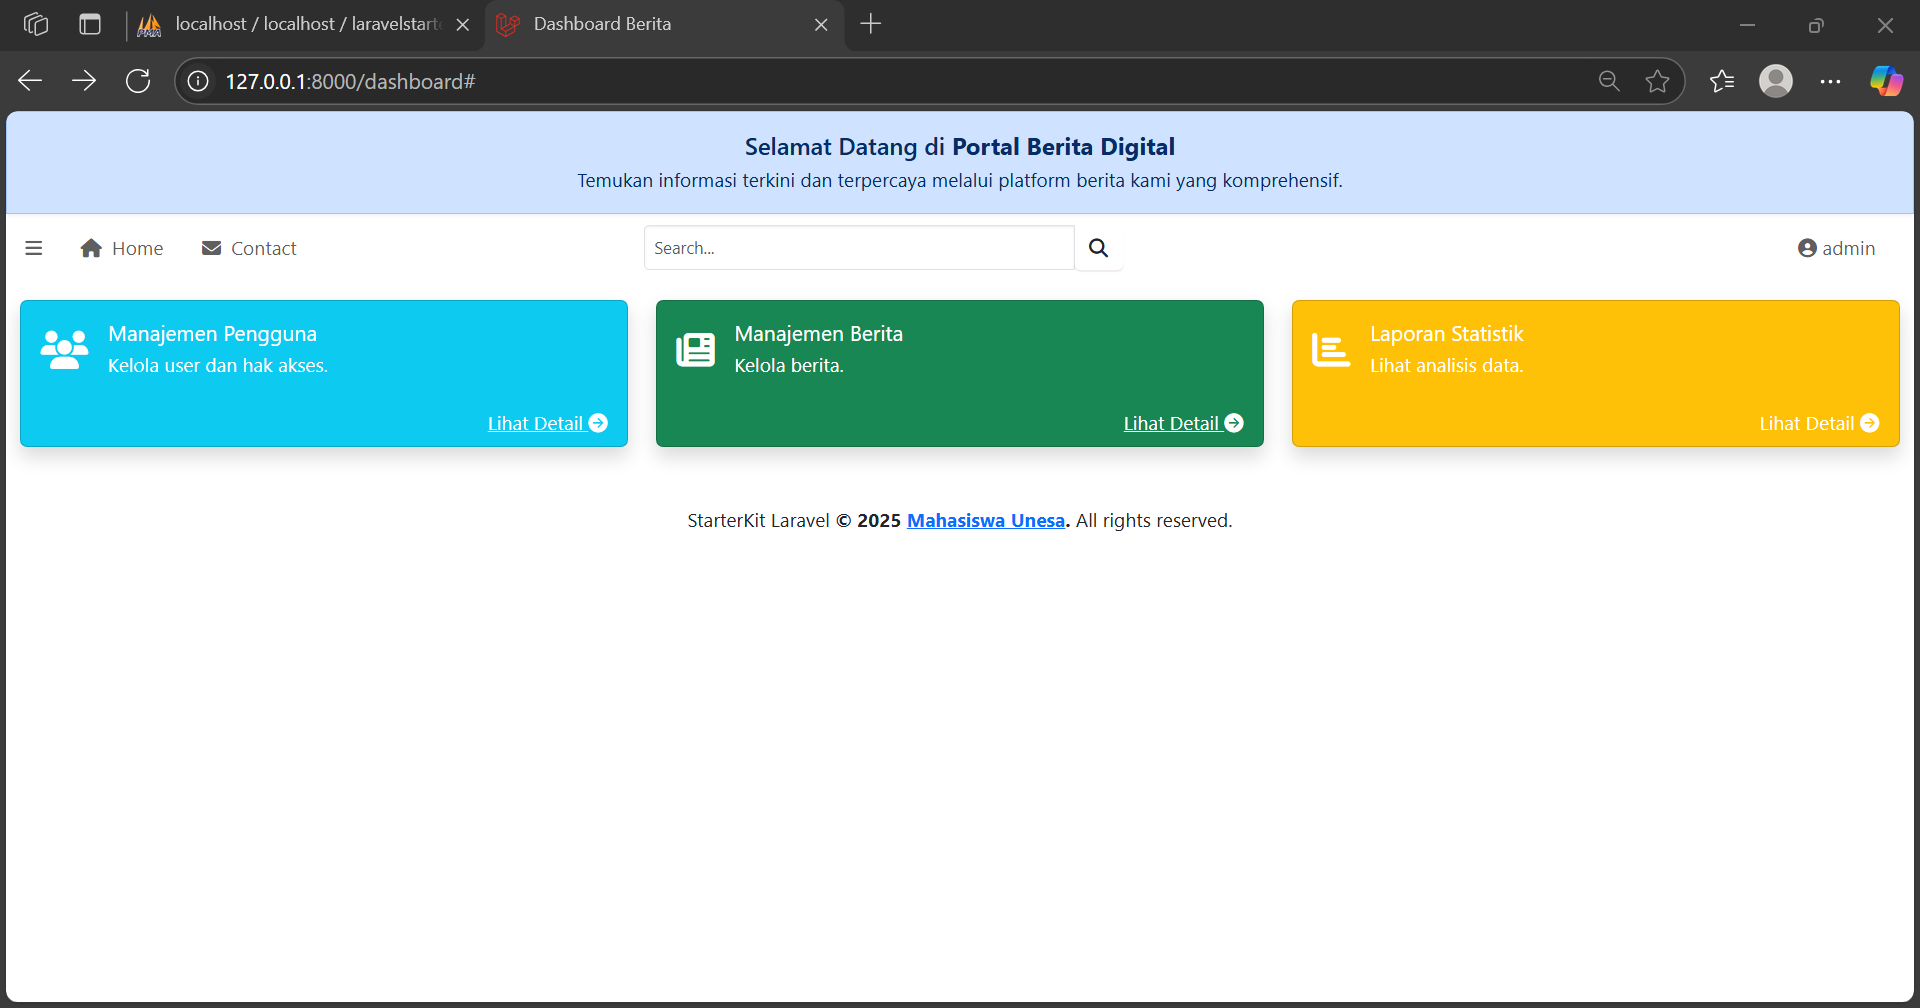 localhost / localhost / laravelstart
Dashboard Berita
127.0.0.1:8000/dashboard#
Selamat Datang di Portal Berita Digital
Temukan informasi terkini dan terpercaya melalui platform berita kami yang komprehensif.
Home
Contact
Search...
admin
Manajemen Pengguna
Kelola user dan hak akses.
Lihat Detail
Manajemen Berita
Kelola berita.
Lihat Detail
Laporan Statistik
Lihat analisis data.
Lihat Detail
StarterKit Laravel © 2025 Mahasiswa Unesa. All rights reserved.